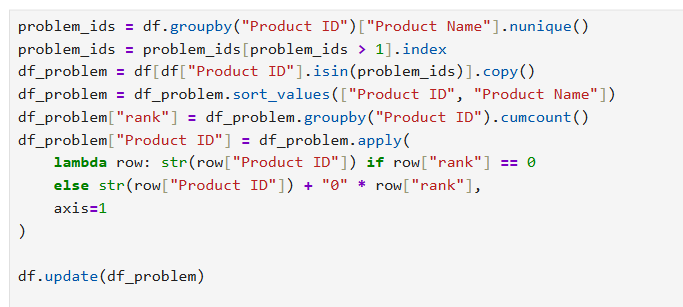 problem_ids = df.groupby("Product ID")["Product Name"].nunique()
problem_ids = problem_ids[problem_ids > 1].index
df_problem = df[df["Product ID"].isin(problem_ids)].copy()
df_problem = df_problem.sort_values(["Product ID", "Product Name"])
df_problem["rank"] = df_problem.groupby("Product ID").cumcount()
df_problem["Product ID"] = df_problem.apply(
    lambda row: str(row["Product ID"]) if row["rank"] == 0
    else str(row["Product ID"]) + "0" * row["rank"],
    axis=1
)

df.update(df_problem)